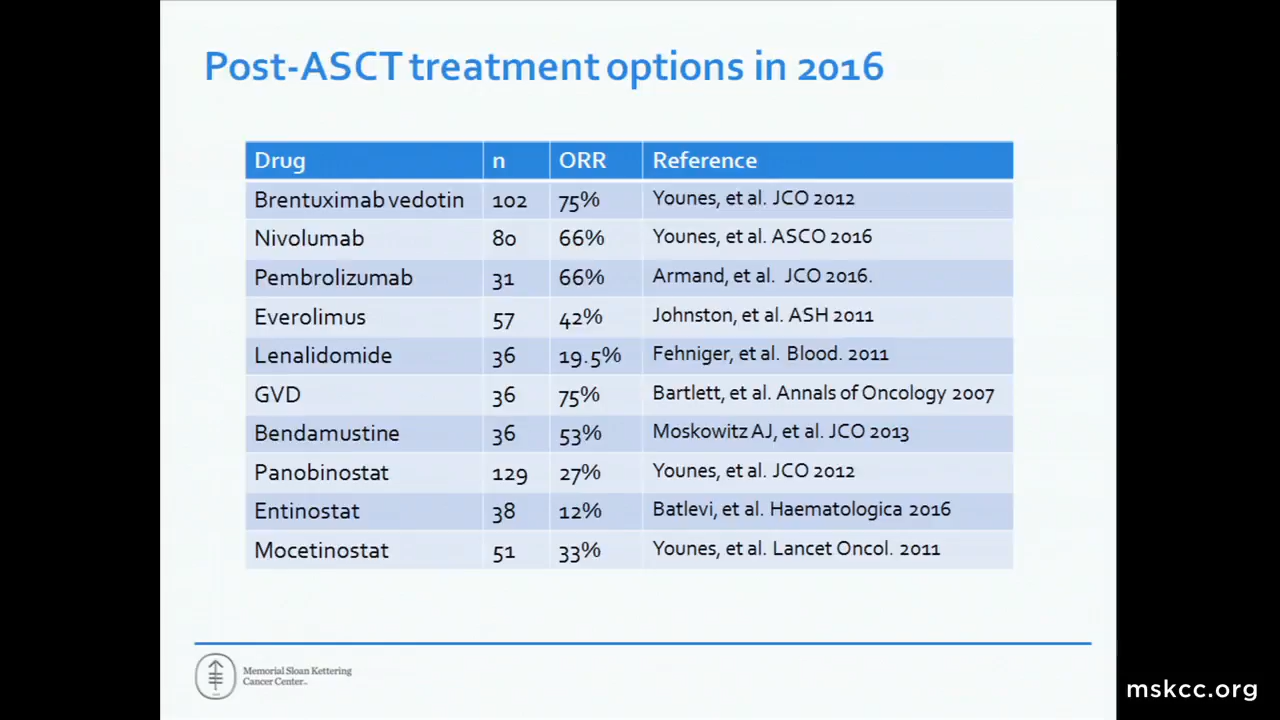 Post-ASCT treatment options in 2016
Drug n ORR Reference
Brentuximab vedotin 102 75% Younes, et al. JCO 2012
Nivolumab 80 66% Younes, et al. ASCO 2016
Pembrolizumab 31 66% Armand, et al. JCO 2016.
Everolimus 57 42% Johnston, et al. ASH 2011
Lenalidomide 36 19.5% Fehniger, et al. Blood. 2011
GVD 36 75% Bartlett, et al. Annals of Oncology 2007
Bendamustine 36 53% Moskowitz AJ, et al. JCO 2013
Panobinostat 129 27% Younes, et al. JCO 2012
Entinostat 38 12% Batlevi, et al. Haematologica 2016
Mocetinostat 51 33% Younes, et al. Lancet Oncol. 2011
Memorial Sloan Kettering
Cancer Center
mskcc.org